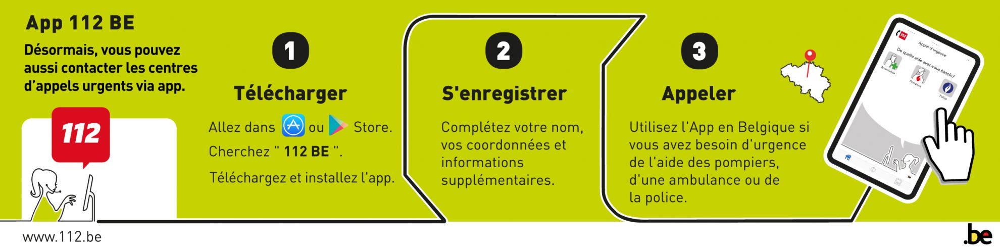 App 112 BE
Désormais, vous pouvez
aussi contacter les centres
d'appels urgents via app.
112
www.112.be
1
Télécharger
Allez dans ou Store.
Cherchez " 112 BE ".
Téléchargez et installez l'app.
2
S'enregistrer
Complétez votre nom,
vos coordonnées et
informations
supplémentaires.
3
Appeler
Utilisez l'App en Belgique si
vous avez besoin d'urgence
de l'aide des pompiers,
d'une ambulance ou de
la police.
112
Appel d'urgence
De quelle aide avez-vous besoin?
Ambulance
Pompiers
Police
.be
.be